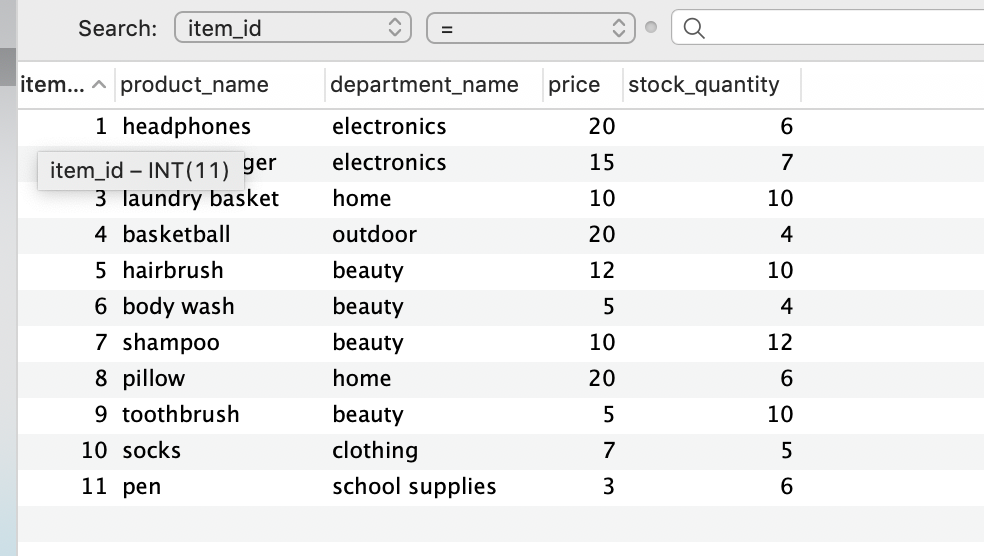 Search: item_id =
item... product_name department_name price stock_quantity
1 headphones electronics 20 6
electronics 15 7
item_id – INT(11)
3 laundry basket home 10 10
4 basketball outdoor 20 4
5 hairbrush beauty 12 10
6 body wash beauty 5 4
7 shampoo beauty 10 12
8 pillow home 20 6
9 toothbrush beauty 5 10
10 socks clothing 7 5
11 pen school supplies 3 6